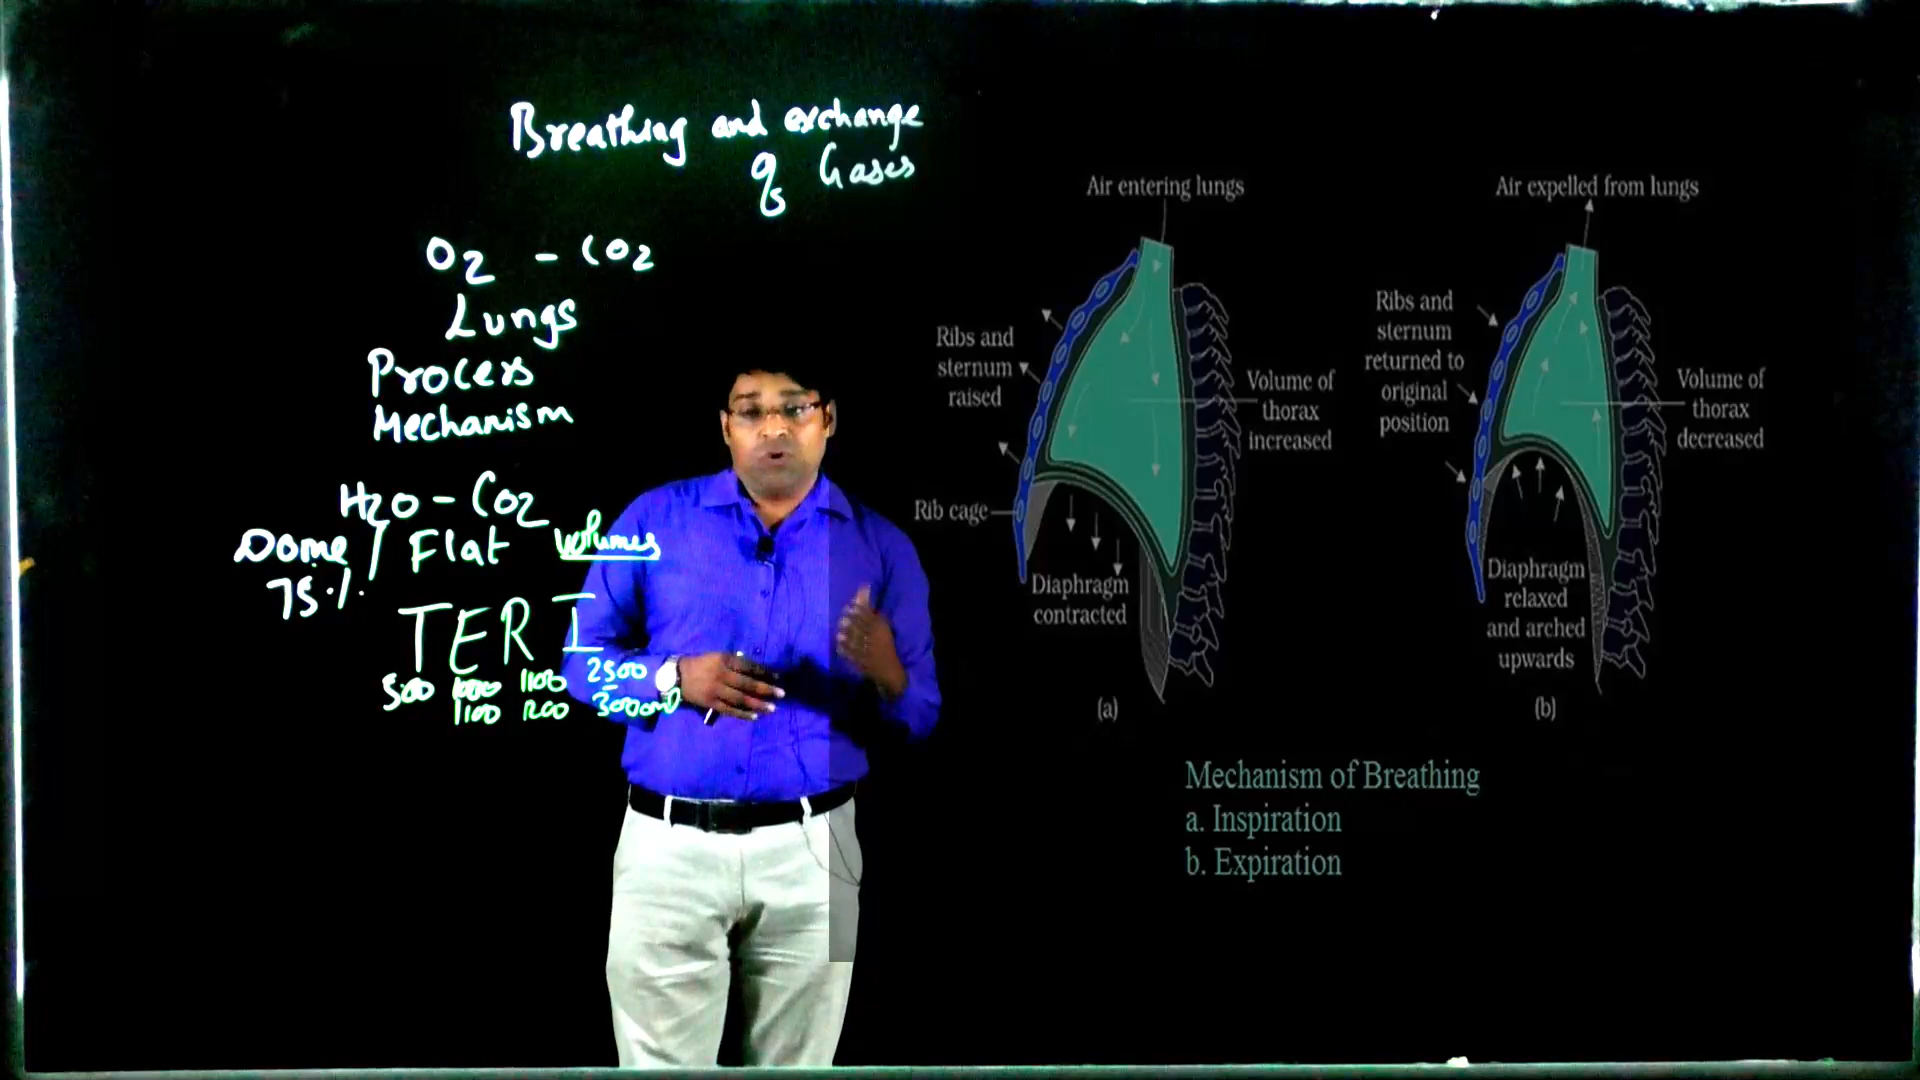 Breathing and exchange
of Gases
O2 - CO2
Lungs
Process
Mechanism
H2O - CO2
Dome / Flat Volumes
75%.
T E R I
500 1000 1100 2500
1100 1200 3000ml
Air entering lungs
Ribs and
sternum
raised
Rib cage
Volume of
thorax
increased
Diaphragm
contracted
(a)
Air expelled from lungs
Ribs and
sternum
returned to
original
position
Volume of
thorax
decreased
Diaphragm
relaxed
and arched
upwards
(b)
Mechanism of Breathing
a. Inspiration
b. Expiration